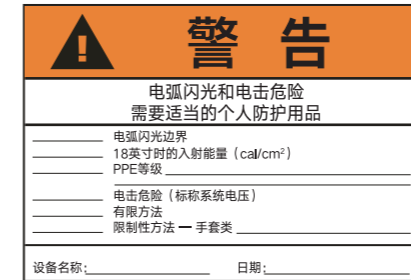 警告
电弧闪光和电击危险
需要适当的个人防护用品
电弧闪光边界
18英寸时的入射能量（cal/cm²）
PPE等级
电击危险（标称系统电压）
有限方法
限制性方法 — 手套类
设备名称： 日期：